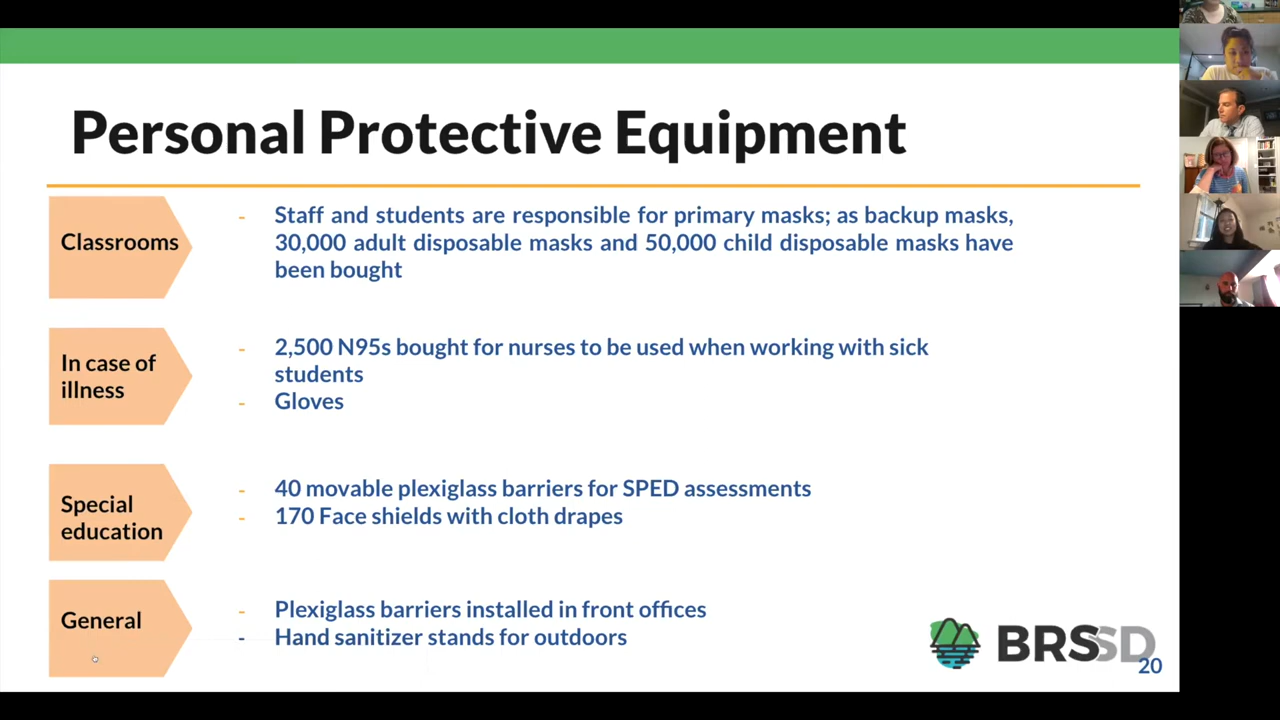 Personal Protective Equipment
Classrooms
- Staff and students are responsible for primary masks; as backup masks,
30,000 adult disposable masks and 50,000 child disposable masks have
been bought
In case of
illness
- 2,500 N95s bought for nurses to be used when working with sick
students
- Gloves
Special
education
- 40 movable plexiglass barriers for SPED assessments
- 170 Face shields with cloth drapes
General
- Plexiglass barriers installed in front offices
- Hand sanitizer stands for outdoors
BRSSD
20